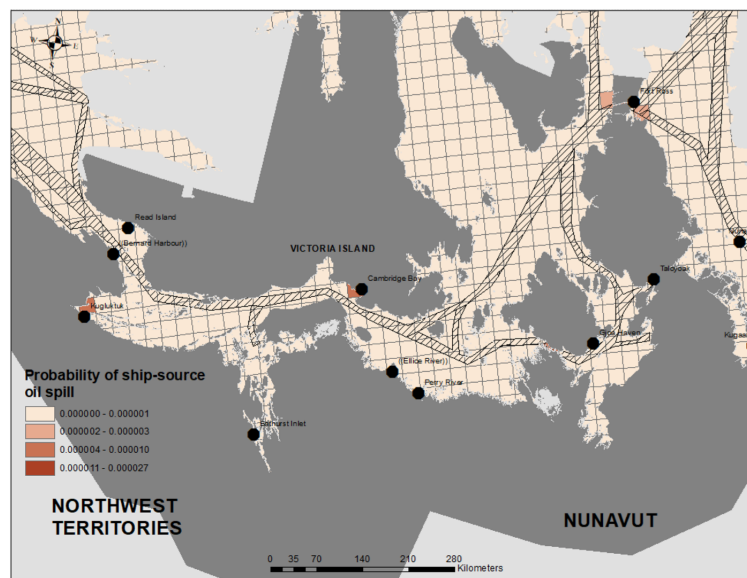 N
W E
S
Fort Ross
Read Island
((Bernard Harbour))
VICTORIA ISLAND
Cambridge Bay
Taloyoak
Kugluktuk
Gjoa Haven
((Ellice River))
Perry River
Bathurst Inlet
Probability of ship-source
oil spill
0.000000 - 0.000001
0.000002 - 0.000003
0.000004 - 0.000010
0.000011 - 0.000027
NORTHWEST
TERRITORIES
NUNAVUT
0 35 70 140 210 280
Kilometers